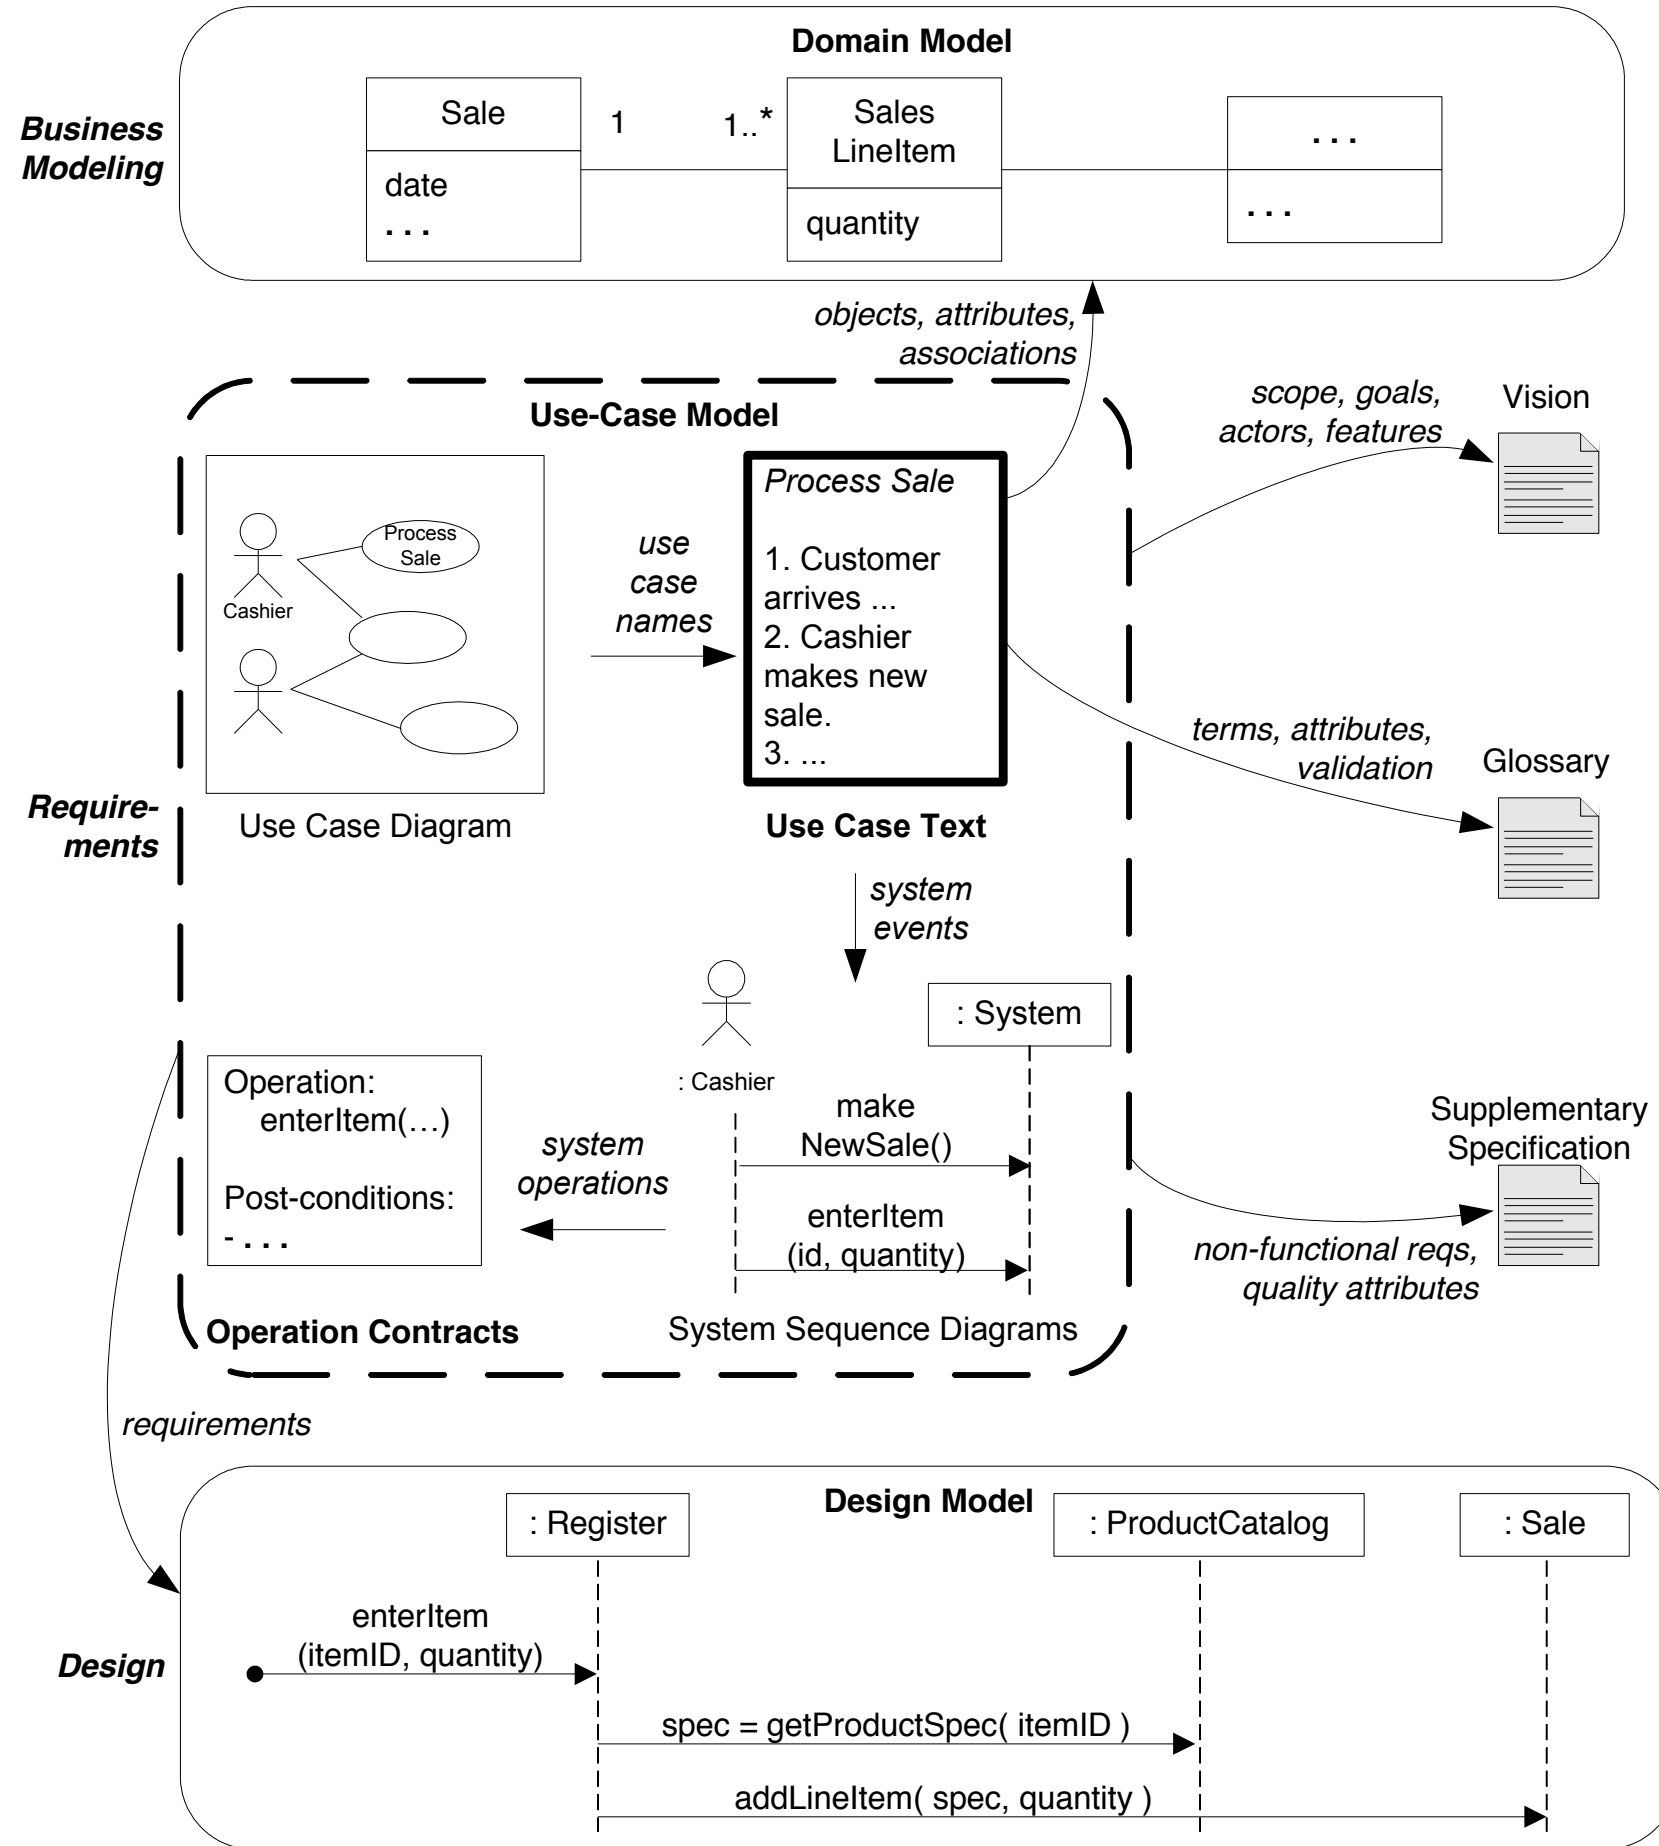 Domain Model
Business
Modeling
Sale
1
1..*
Sales
LineItem
. . .
date
. . .
quantity
. . .
objects, attributes,
associations
Use-Case Model
scope, goals,
actors, features
Vision
Process
Sale
Cashier
use
case
names
Process Sale
1. Customer
arrives ...
2. Cashier
makes new
sale.
3. ...
terms, attributes,
validation
Glossary
Require-
ments
Use Case Diagram
Use Case Text
system
events
: System
: Cashier
Operation:
enterItem(…)
Post-conditions:
- . . .
system
operations
make
NewSale()
enterItem
(id, quantity)
Supplementary
Specification
non-functional reqs,
quality attributes
Operation Contracts
System Sequence Diagrams
requirements
Design Model
: Register
: ProductCatalog
: Sale
Design
enterItem
(itemID, quantity)
spec = getProductSpec( itemID )
addLineItem( spec, quantity )